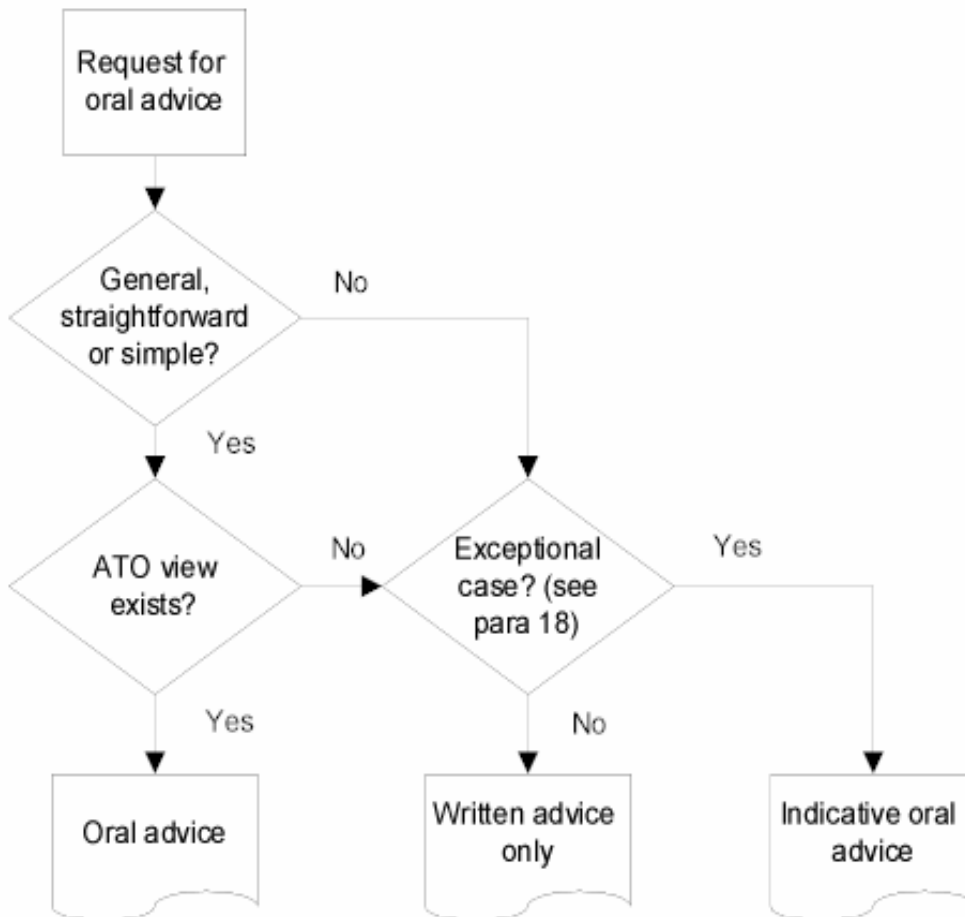 Request for
oral advice
General,
straightforward
or simple?
No
Yes
ATO view
exists?
No
Exceptional
case? (see
para 18)
Yes
Yes
No
Oral advice
Written advice
only
Indicative oral
advice